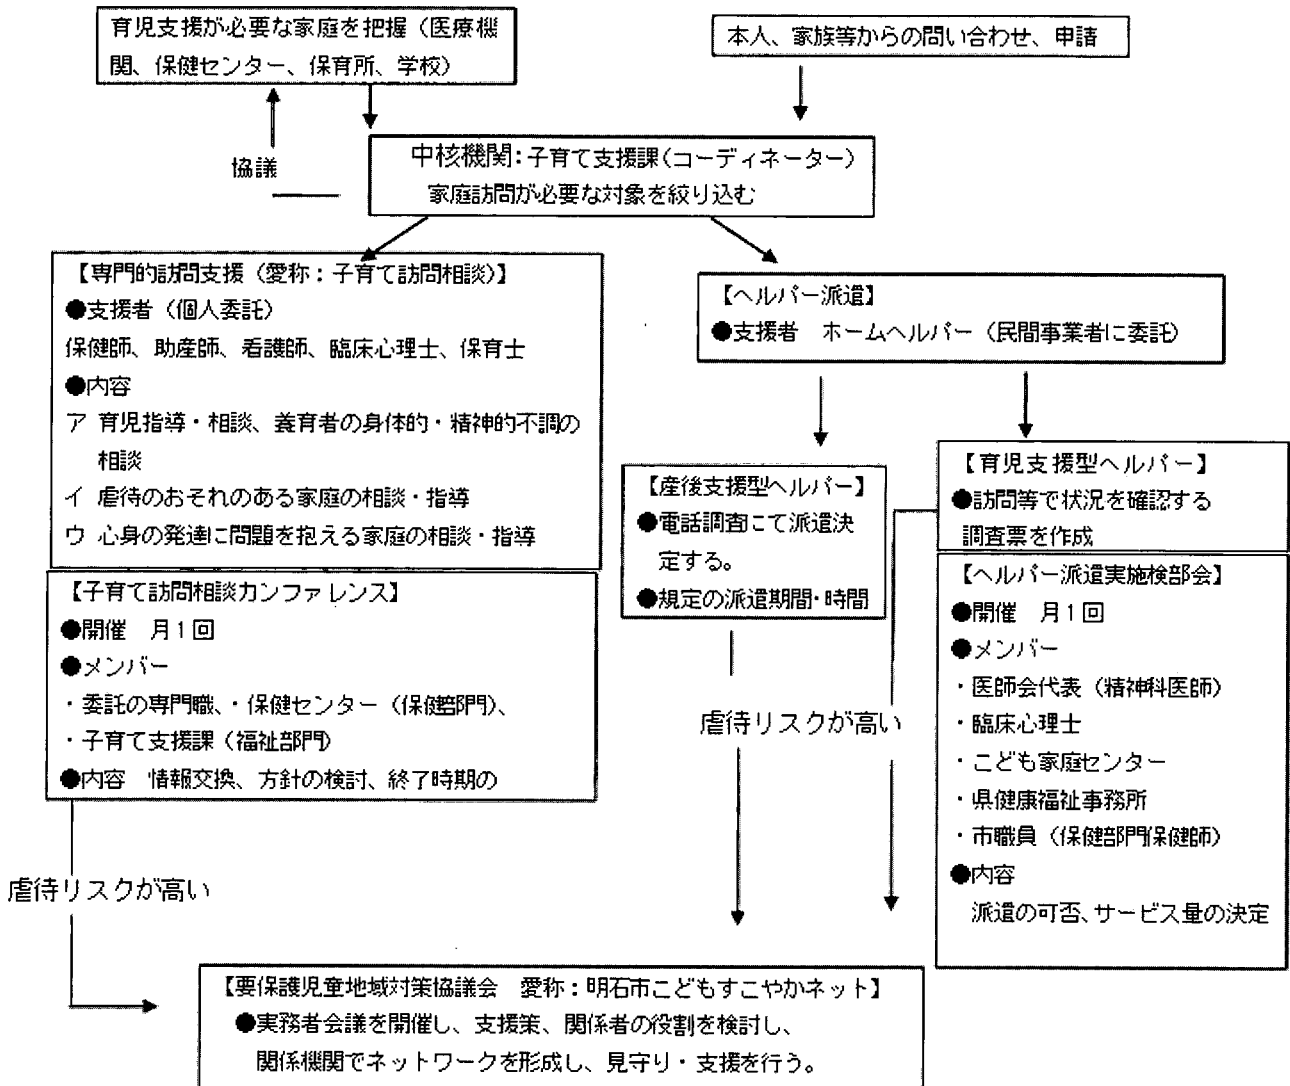 育児支援が必要な家庭を把握（医療機
関、保健センター、保育所、学校）
本人、家族等からの問い合わせ、申請
協議
中核機関：子育て支援課（コーディネーター）
家庭訪問が必要な対象を絞り込む
【専門的訪問支援（愛称：子育て訪問相談）】
●支援者（個人委託）
保健師、助産師、看護師、臨床心理士、保育士
●内容
ア 育児指導・相談、養育者の身体的・精神的不調の
相談
イ 虐待のおそれのある家庭の相談・指導
ウ 心身の発達に問題を抱える家庭の相談・指導
【子育て訪問相談カンファレンス】
●開催　月１回
●メンバー
・委託の専門職、・保健センター（保健部門）、
・子育て支援課（福祉部門）
●内容　情報交換、方針の検討、終了時期の
虐待リスクが高い
【ヘルパー派遣】
●支援者　ホームヘルパー（民間事業者に委託）
【産後支援型ヘルパー】
●電話調査にて派遣決
定する。
●規定の派遣期間・時間
虐待リスクが高い
【育児支援型ヘルパー】
●訪問等で状況を確認する
調査票を作成
【ヘルパー派遣実施検部会】
●開催　月１回
●メンバー
・医師会代表（精神科医師）
・臨床心理士
・こども家庭センター
・県健康福祉事務所
・市職員（保健部門保健師）
●内容
派遣の可否、サービス量の決定
【要保護児童地域対策協議会　愛称：明石市こどもすこやかネット】
●実務者会議を開催し、支援策、関係者の役割を検討し、
関係機関でネットワークを形成し、見守り・支援を行う。